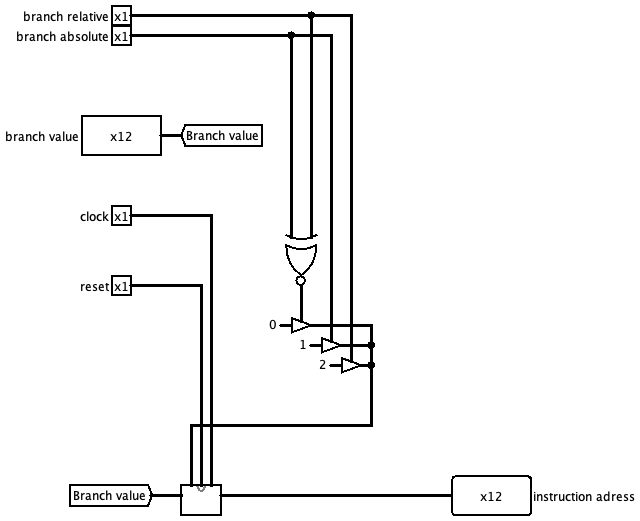 branch relative x1
branch absolute x1
branch value x12 Branch value
clock x1
reset x1
0
1
2
Branch value x12 instruction adress